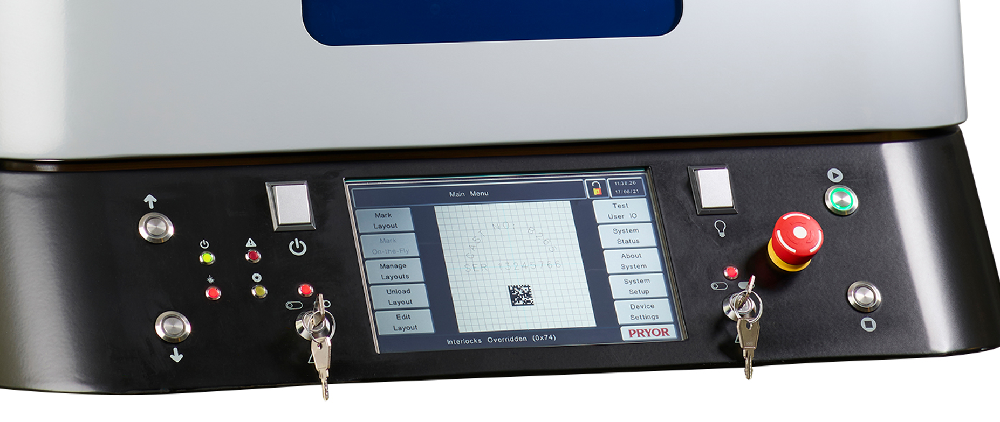 Main Menu
11:38:20
17/08/21
Mark
Layout
Mark
On-the-Fly
Manage
Layouts
Unload
Layout
Edit
Layout
CAST NO: 8765
SER 13245766
Test
User IO
System
Status
About
System
System
Setup
Device
Settings
PRYOR
Interlocks Overridden (0x74)